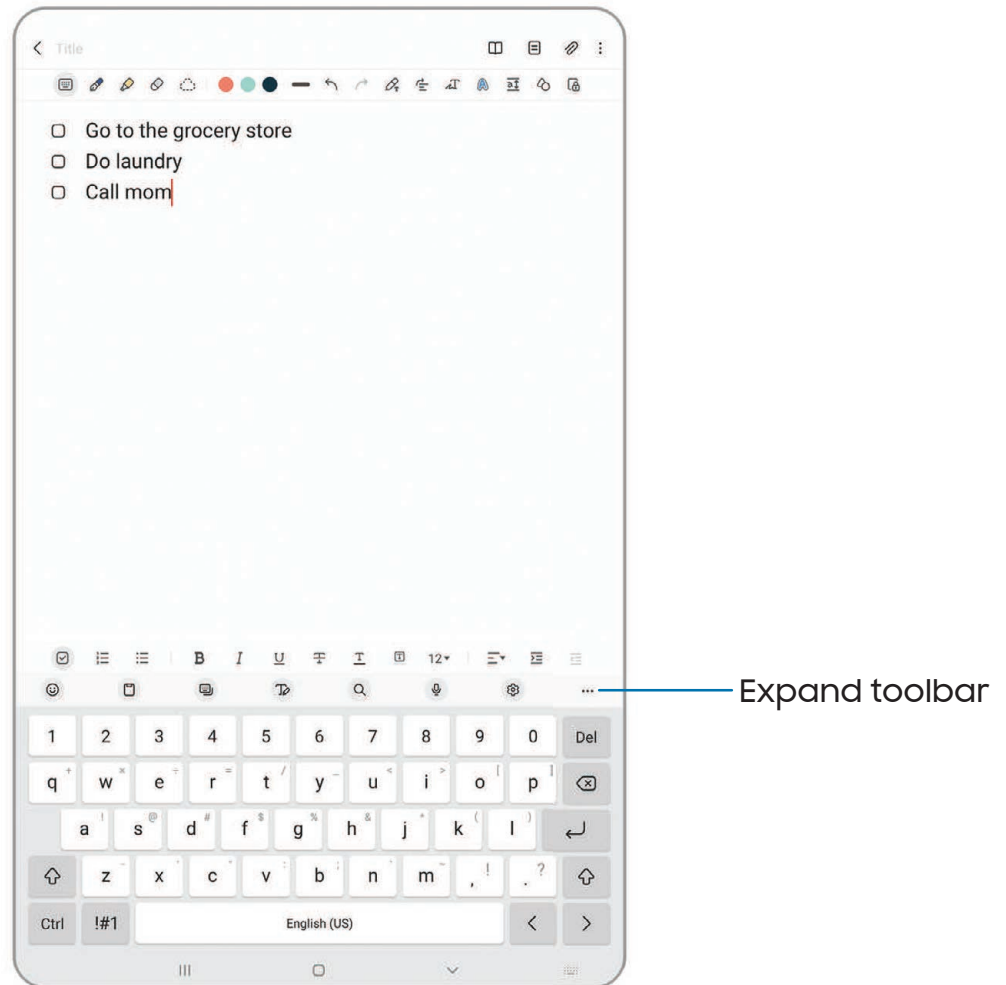 Title
Go to the grocery store
Do laundry
Call mom
B I U T T 12
Expand toolbar
1 2 3 4 5 6 7 8 9 0 Del
q w e r t y u i o p
a s d f g h j k l
z x c v b n m , ! . ?
Ctrl !#1 English (US) < >